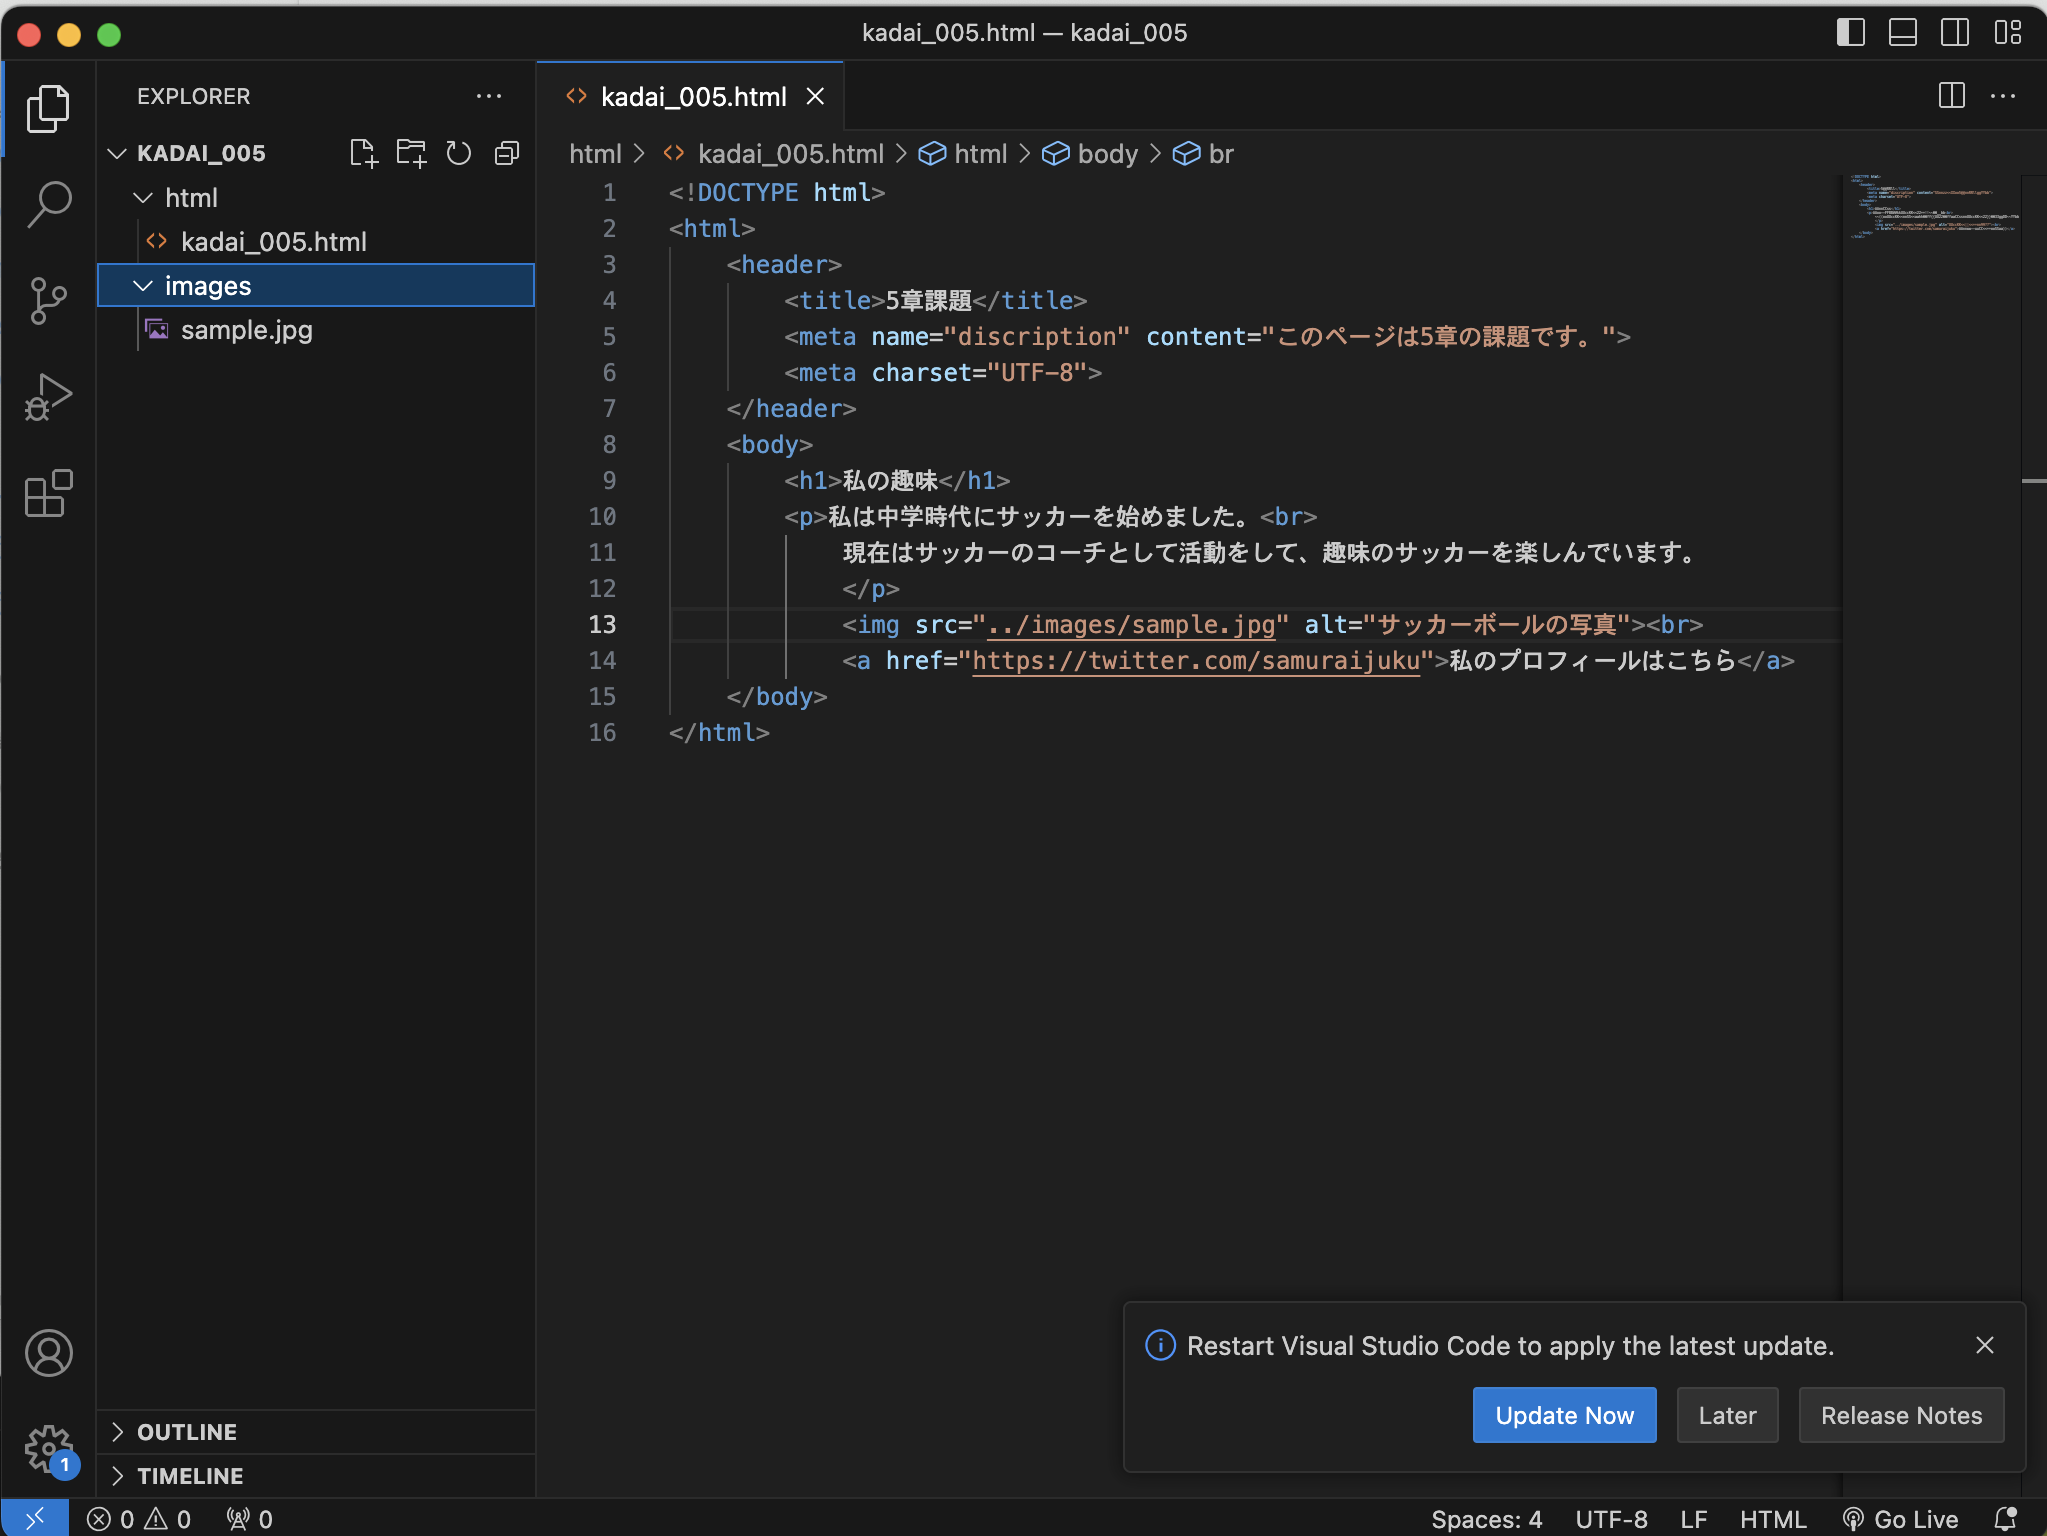 kadai_005.html — kadai_005
EXPLORER
KADAI_005
html
kadai_005.html
images
sample.jpg
OUTLINE
TIMELINE
kadai_005.html
html > kadai_005.html > html > body > br
1 <!DOCTYPE html>
2 <html>
3 <header>
4 <title>5章課題</title>
5 <meta name="discription" content="このページは5章の課題です。">
6 <meta charset="UTF-8">
7 </header>
8 <body>
9 <h1>私の趣味</h1>
10 <p>私は中学時代にサッカーを始めました。<br>
11 現在はサッカーのコーチとして活動をして、趣味のサッカーを楽しんでいます。
12 </p>
13 <img src="../images/sample.jpg" alt="サッカーボールの写真"><br>
14 <a href="https://twitter.com/samuraijuku">私のプロフィールはこちら</a>
15 </body>
16 </html>
Restart Visual Studio Code to apply the latest update.
Update Now Later Release Notes
1
0 0 0 Spaces: 4 UTF-8 LF HTML Go Live